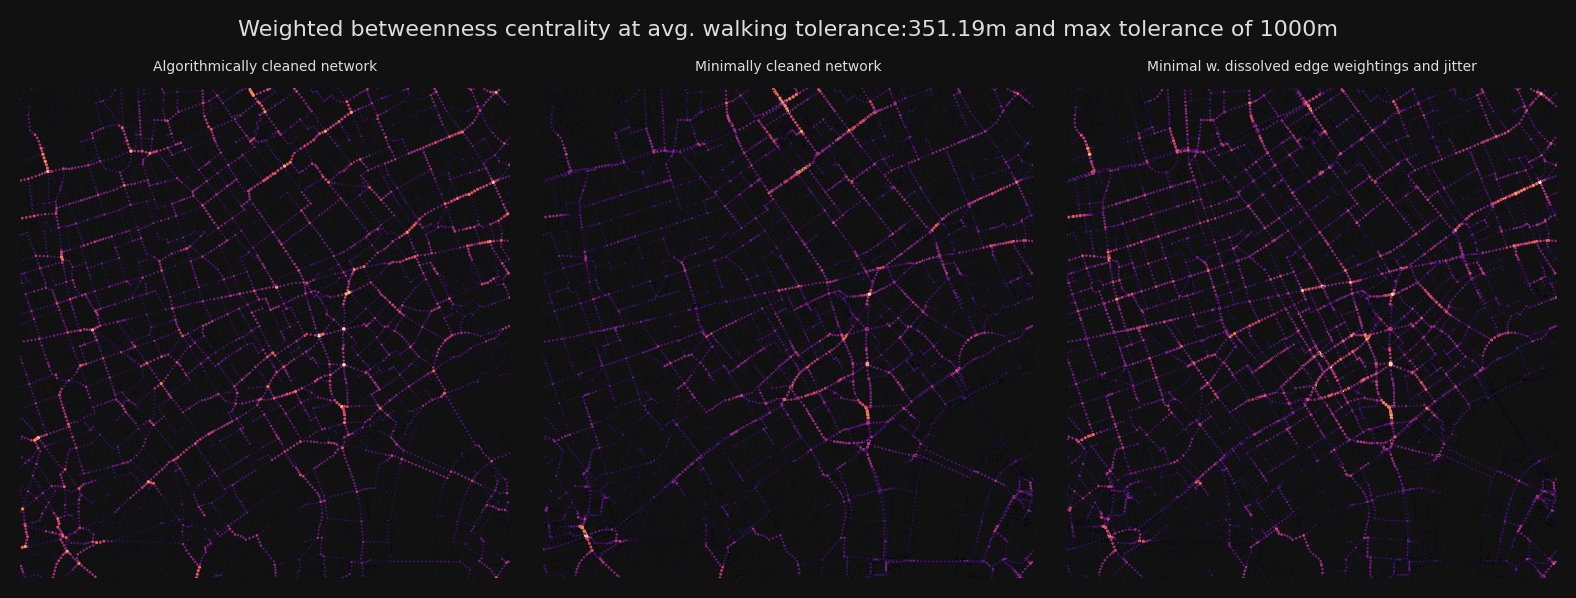 Weighted betweenness centrality at avg. walking tolerance:351.19m and max tolerance of 1000m
Algorithmically cleaned network
Minimally cleaned network
Minimal w. dissolved edge weightings and jitter